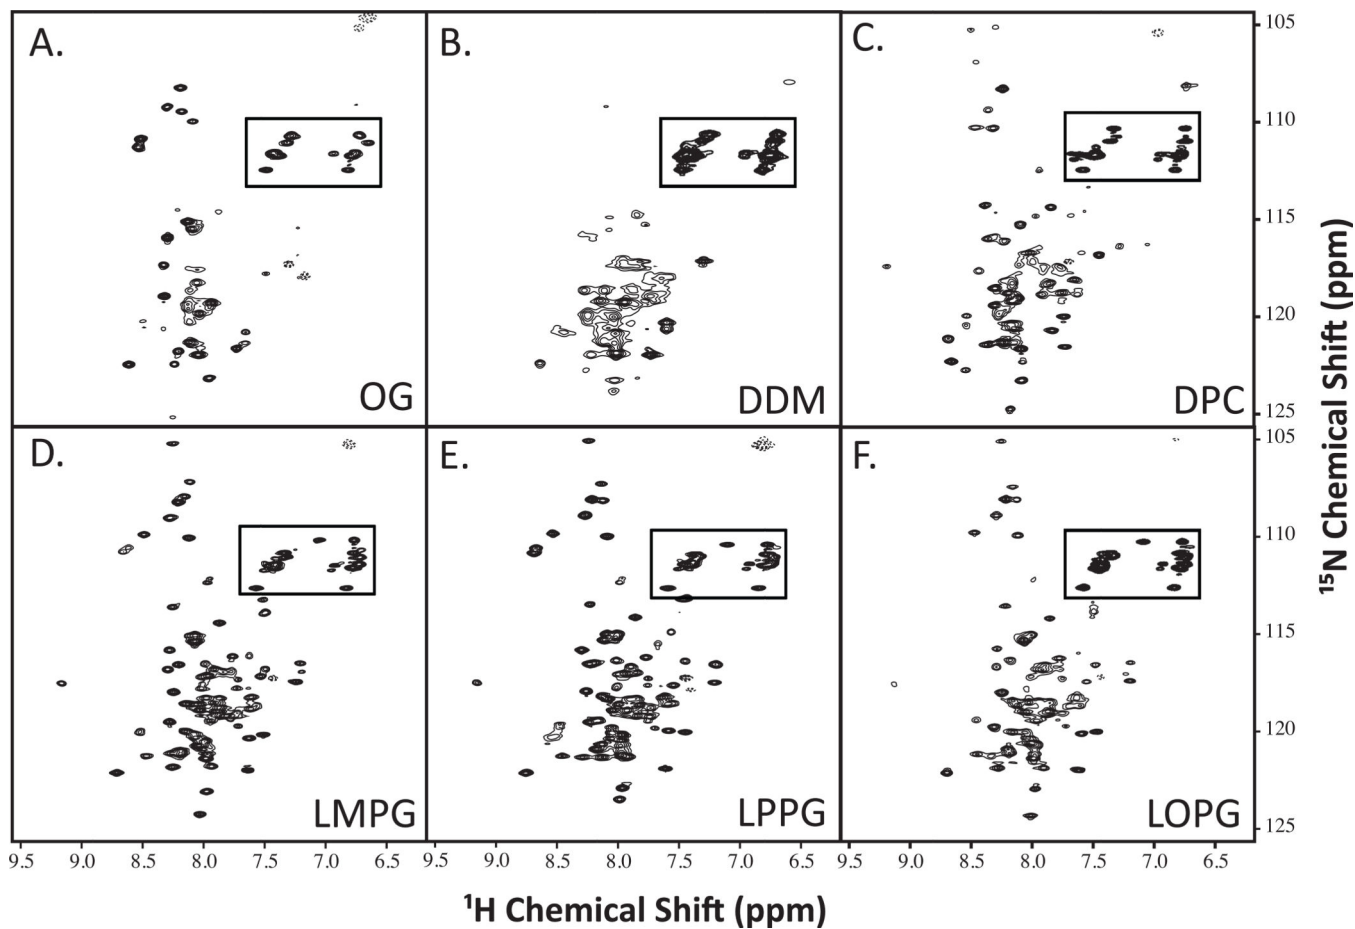 A.
B.
C.
OG
DDM
DPC
105
110
115
120
125
D.
E.
F.
LMPG
LPPG
LOPG
105
110
115
120
125
9.5 9.0 8.5 8.0 7.5 7.0 6.5
9.5 9.0 8.5 8.0 7.5 7.0 6.5
9.5 9.0 8.5 8.0 7.5 7.0 6.5
¹H Chemical Shift (ppm)
¹⁵N Chemical Shift (ppm)